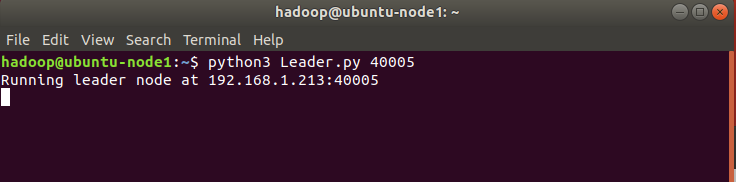 hadoop@ubuntu-node1: ~
File Edit View Search Terminal Help
hadoop@ubuntu-node1:~$ python3 Leader.py 40005
Running leader node at 192.168.1.213:40005